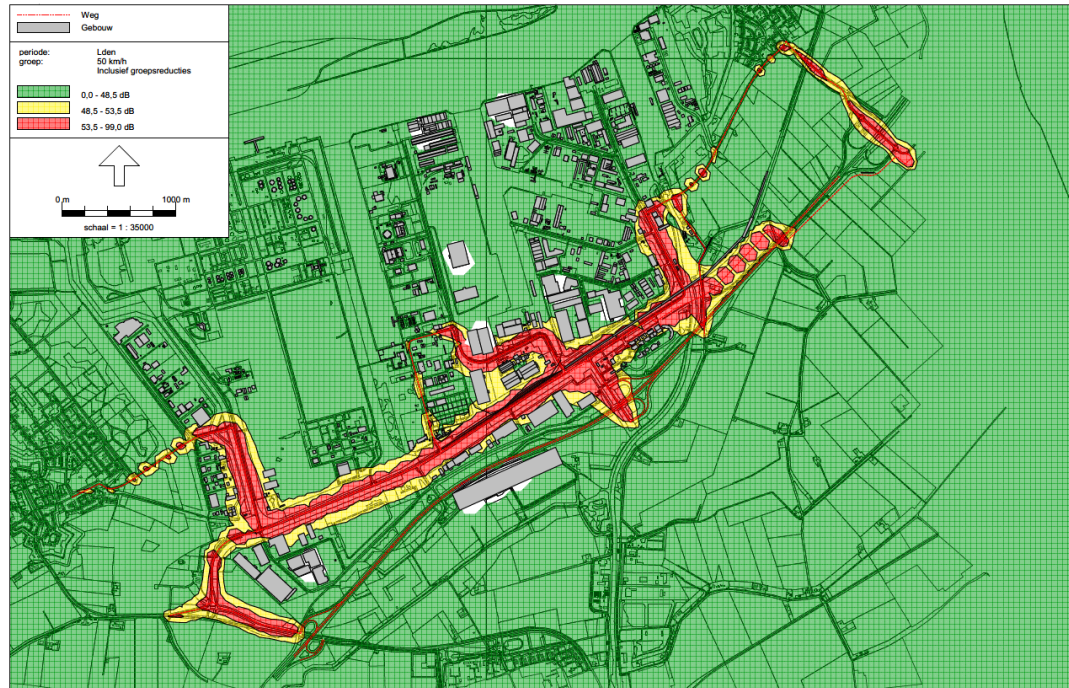 Weg
Gebouw
periode: Lden
groep: 50 km/h
Inclusief groepsreducties
0,0 - 48,5 dB
48,5 - 53,5 dB
53,5 - 99,0 dB
0 m 1000 m
schaal = 1 : 35000